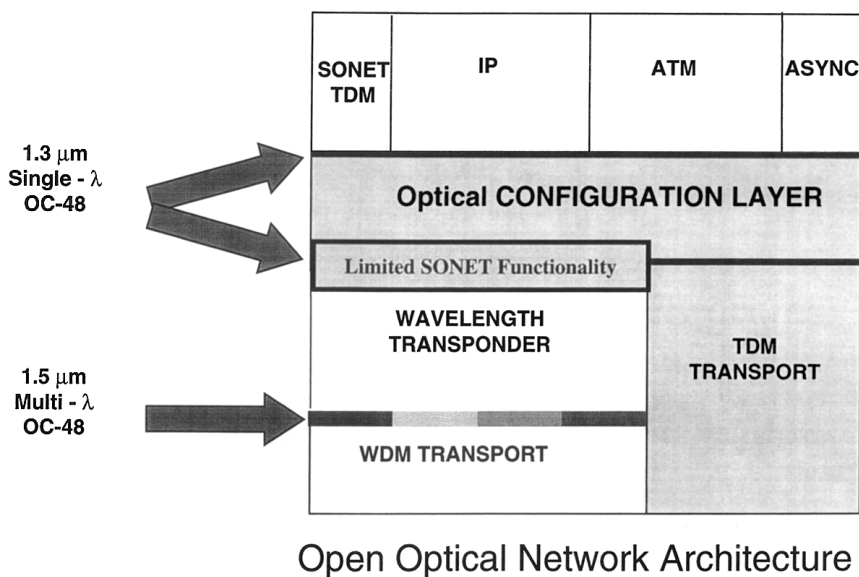 SONET
TDM
IP
ATM
ASYNC
1.3 μm
Single - λ
OC-48
Optical CONFIGURATION LAYER
Limited SONET Functionality
WAVELENGTH
TRANSPONDER
TDM
TRANSPORT
1.5 μm
Multi - λ
OC-48
WDM TRANSPORT
Open Optical Network Architecture